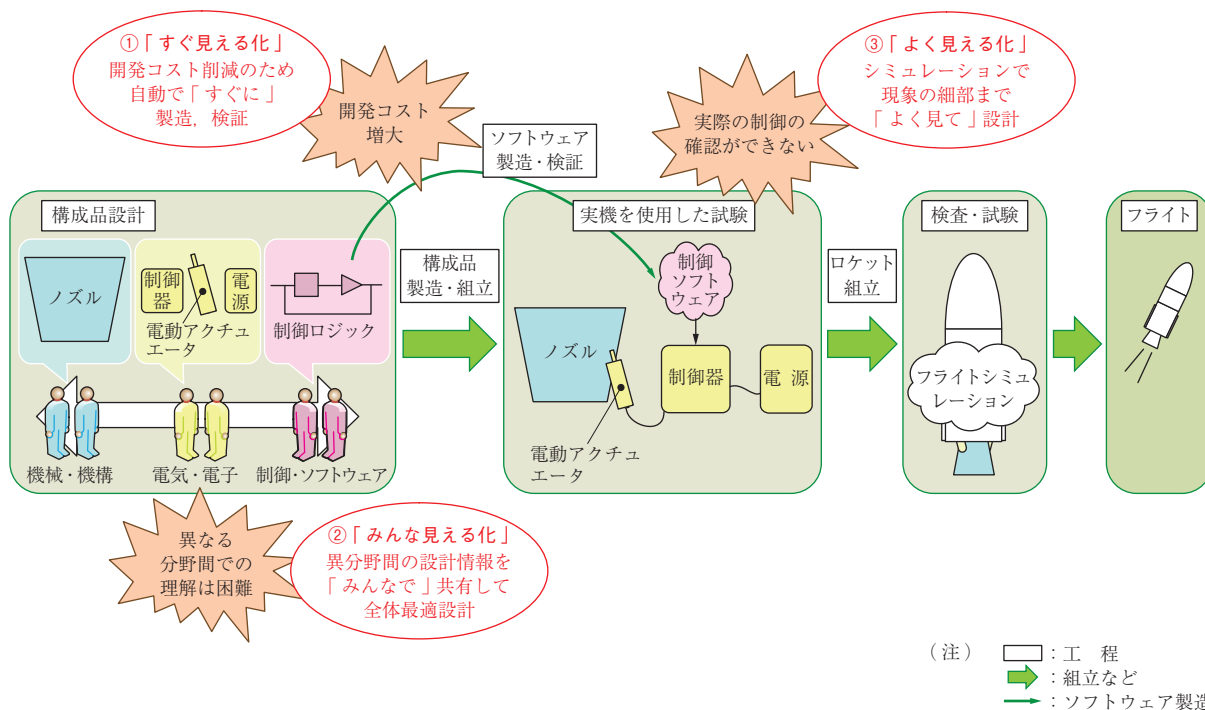 ①「すぐ見える化」
開発コスト削減のため
自動で「すぐに」
製造，検証
開発コスト
増大
ソフトウェア
製造・検証
実際の制御の
確認ができない
③「よく見える化」
シミュレーションで
現象の細部まで
「よく見て」設計
構成品設計
ノズル
制御
器
電
源
電動アクチュ
エータ
制御ロジック
機械・機構
電気・電子
制御・ソフトウェア
異なる
分野間での
理解は困難
②「みんな見える化」
異分野間の設計情報を
「みんなで」共有して
全体最適設計
構成品
製造・組立
実機を使用した試験
制御
ソフト
ウェア
ノズル
制御器
電 源
電動アクチュ
エータ
ロケット
組立
検査・試験
フライトシミュ
レーション
フライト
（注）
：工 程
：組立など
：ソフトウェア製造